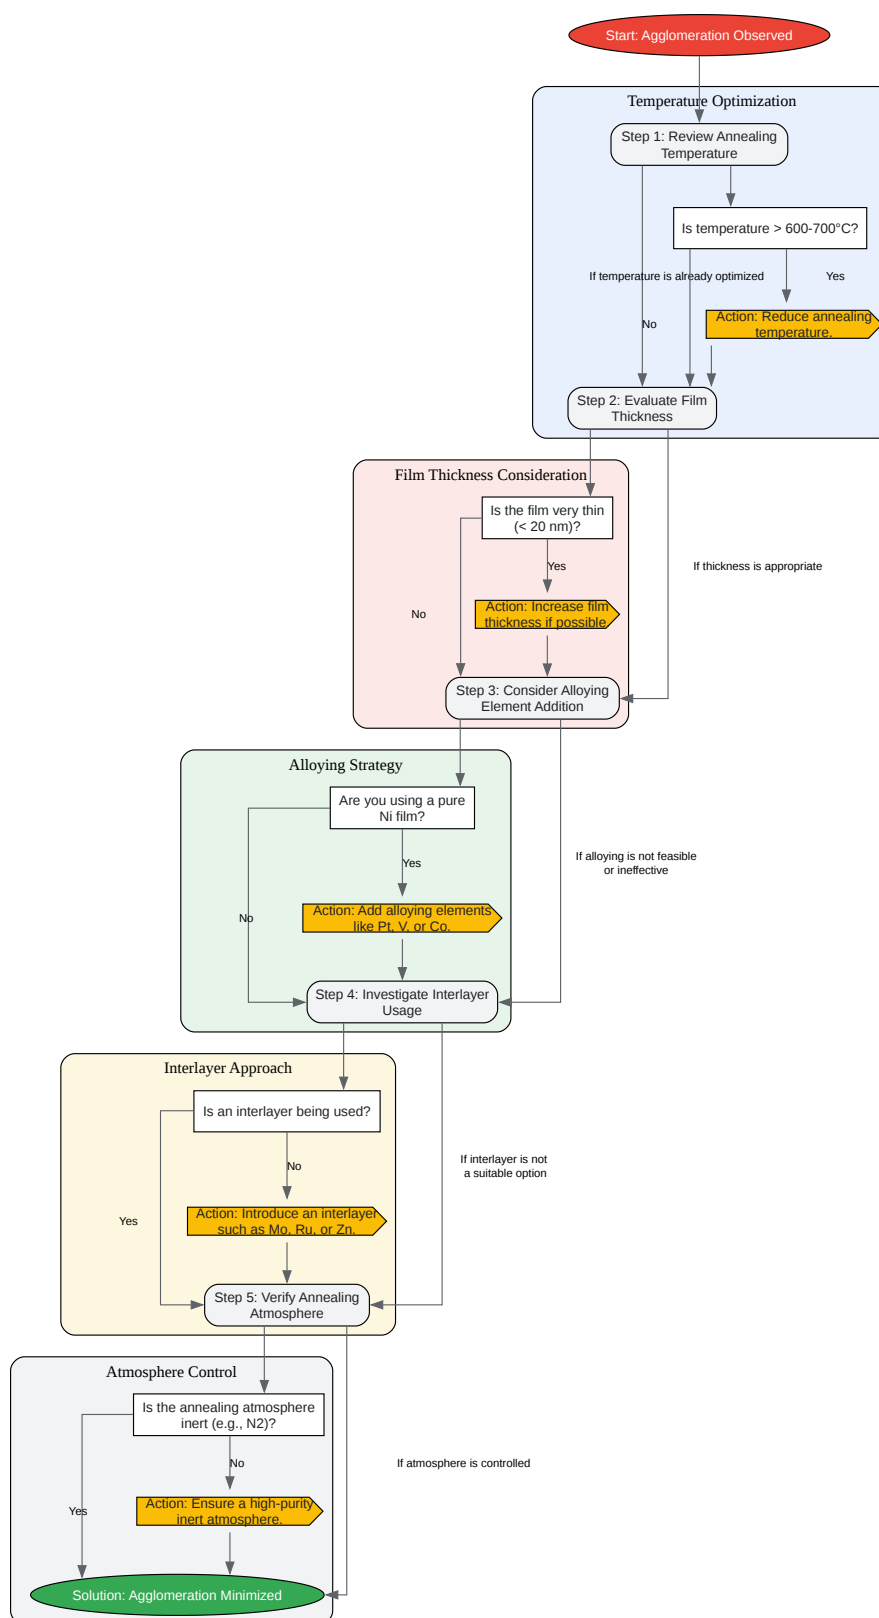 Start: Agglomeration Observed
Temperature Optimization
Step 1: Review Annealing
Temperature
Is temperature > 600-700°C?
If temperature is already optimized
Yes
Action: Reduce annealing
temperature.
No
Step 2: Evaluate Film
Thickness
Film Thickness Consideration
Is the film very thin
(< 20 nm)?
Yes
If thickness is appropriate
No
Action: Increase film
thickness if possible.
Step 3: Consider Alloying
Element Addition
Alloying Strategy
Are you using a pure
Ni film?
Yes
If alloying is not feasible
or ineffective
No
Action: Add alloying elements
like Pt, V, or Co.
Step 4: Investigate Interlayer
Usage
Interlayer Approach
Is an interlayer being used?
No
If interlayer is not
a suitable option
Yes
Action: Introduce an interlayer
such as Mo, Ru, or Zn.
Step 5: Verify Annealing
Atmosphere
Atmosphere Control
Is the annealing atmosphere
inert (e.g., N2)?
No
If atmosphere is controlled
Yes
Action: Ensure a high-purity
inert atmosphere.
Solution: Agglomeration Minimized